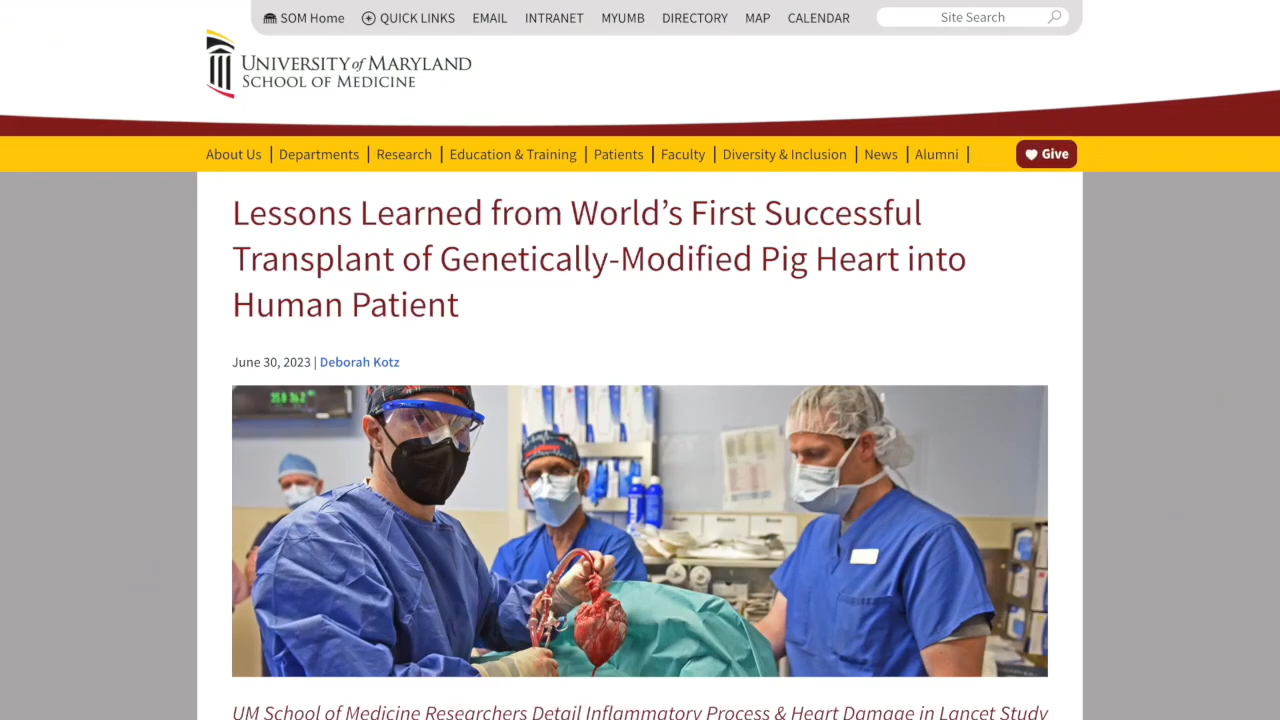 SOM Home QUICK LINKS EMAIL INTRANET MYUMB DIRECTORY MAP CALENDAR Site Search
UNIVERSITY of MARYLAND
SCHOOL OF MEDICINE
About Us | Departments | Research | Education & Training | Patients | Faculty | Diversity & Inclusion | News | Alumni | Give
Lessons Learned from World’s First Successful
Transplant of Genetically-Modified Pig Heart into
Human Patient
June 30, 2023 | Deborah Kotz
UM School of Medicine Researchers Detail Inflammatory Process & Heart Damage in Lancet Study